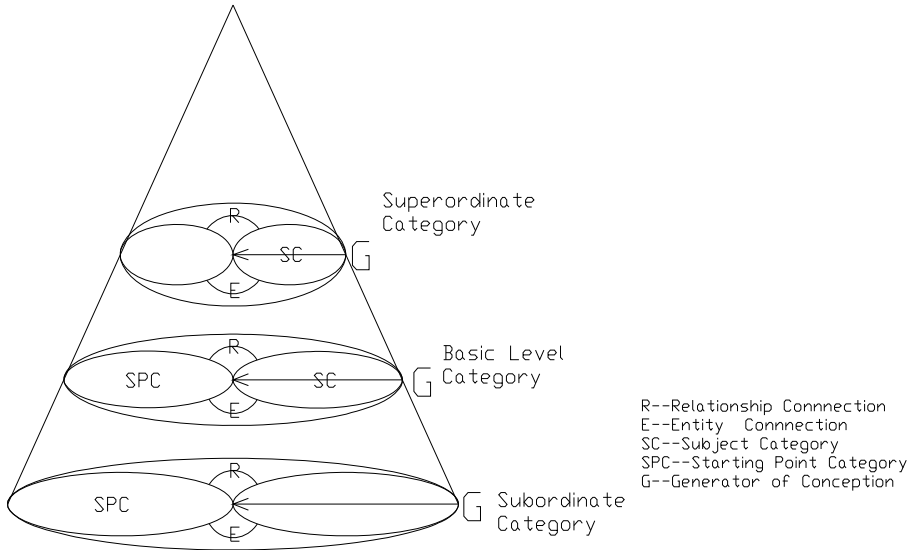 Superordinate
Category
R
SC
G
E
Basic Level
Category
R
SPC
SC
G
E
R--Relationship Connnection
E--Entity Connnection
SC--Subject Category
SPC--Starting Point Category
G--Generator of Conception
R
SPC
G
Subordinate
Category
E